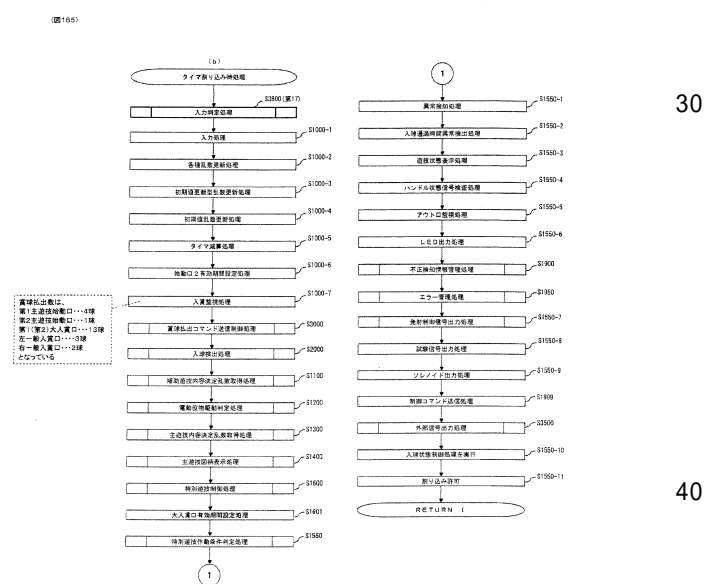 (図165)
(b)
タイマ割り込み時処理
S3800(第17)
入力判定処理
S1000-1
入力処理
S1000-2
各種乱数更新処理
S1000-3
初期値更新型乱数更新処理
S1000-4
初期値乱数更新処理
S1000-5
タイマ減算処理
S1000-6
始動口2有効期間設定処理
S1000-7
入賞監視処理
賞球払出数は、
第1主遊技始動口・・・4球
第2主遊技始動口・・・1球
第1(第2)大入賞口・・・13球
左一般入賞口・・・・3球
右一般入賞口・・・2球
となっている
S3000
賞球払出コマンド送信制御処理
S2000
入球検出処理
S1100
補助遊技内容決定乱数取得処理
S1200
電動役物駆動判定処理
S1300
主遊技内容決定乱数取得処理
S1400
主遊技図柄表示処理
S1600
特別遊技制御処理
S1601
大入賞口有効期間設定処理
S1550
特別遊技作動条件判定処理
1
1
S1550-1
異常検知処理
S1550-2
入球通過時間異常検出処理
S1550-3
遊技状態表示処理
S1550-4
ハンドル状態信号検査処理
S1550-5
アウト口監視処理
S1550-6
LED出力処理
S1900
不正検知情報管理処理
S1950
エラー管理処理
S1550-7
発射制御信号出力処理
S1550-8
試験信号出力処理
S1550-9
ソレノイド出力処理
S1999
制御コマンド送信処理
S3500
外部信号出力処理
S1550-10
入球状態制御処理を実行
S1550-11
割り込み許可
RETURN I
30
40